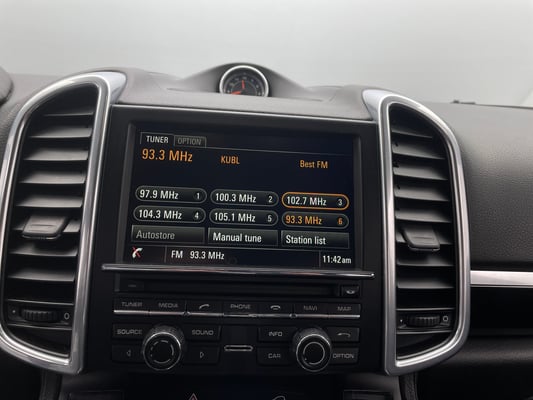 TUNER OPTION
93.3 MHz KUBL Best FM
97.9 MHz 1 100.3 MHz 2 102.7 MHz 3
104.3 MHz 4 105.1 MHz 5 93.3 MHz 6
Autostore Manual tune Station list
FM 93.3 MHz 11:42 am
TUNER MEDIA PHONE NAVI MAP
SOURCE SOUND INFO
CAR OPTION